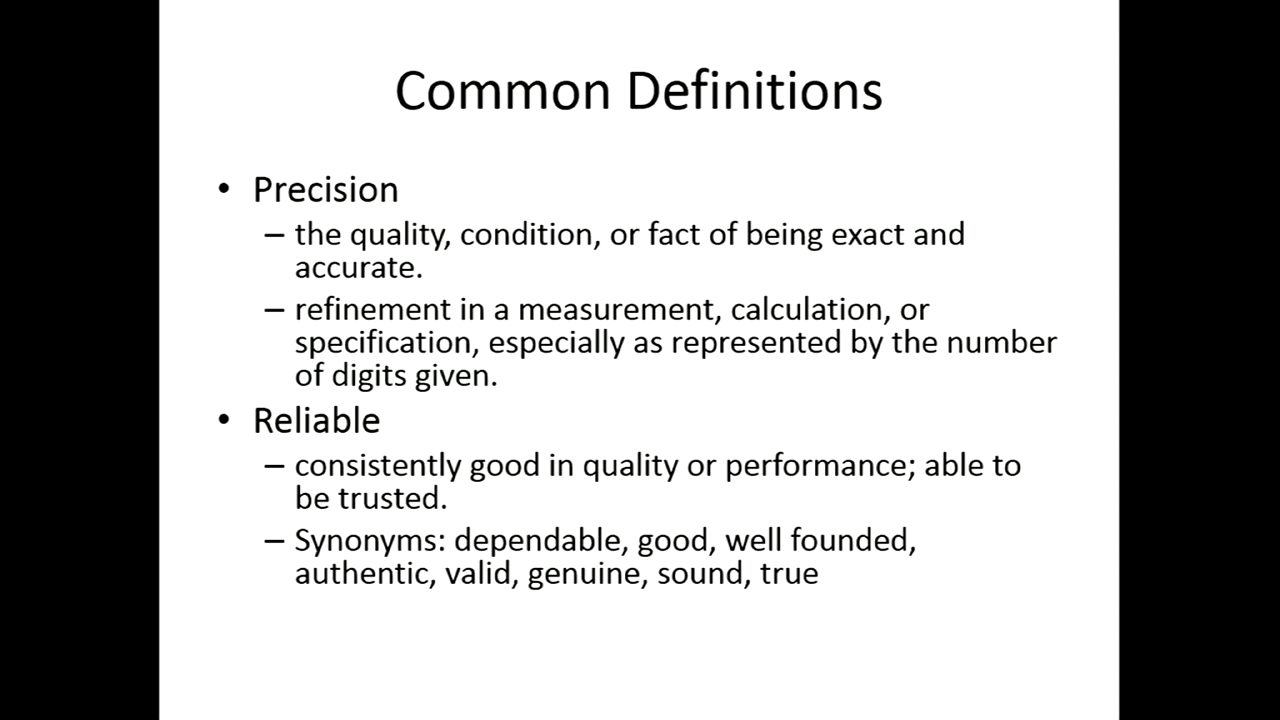 Common Definitions
• Precision
– the quality, condition, or fact of being exact and
accurate.
– refinement in a measurement, calculation, or
specification, especially as represented by the number
of digits given.
• Reliable
– consistently good in quality or performance; able to
be trusted.
– Synonyms: dependable, good, well founded,
authentic, valid, genuine, sound, true